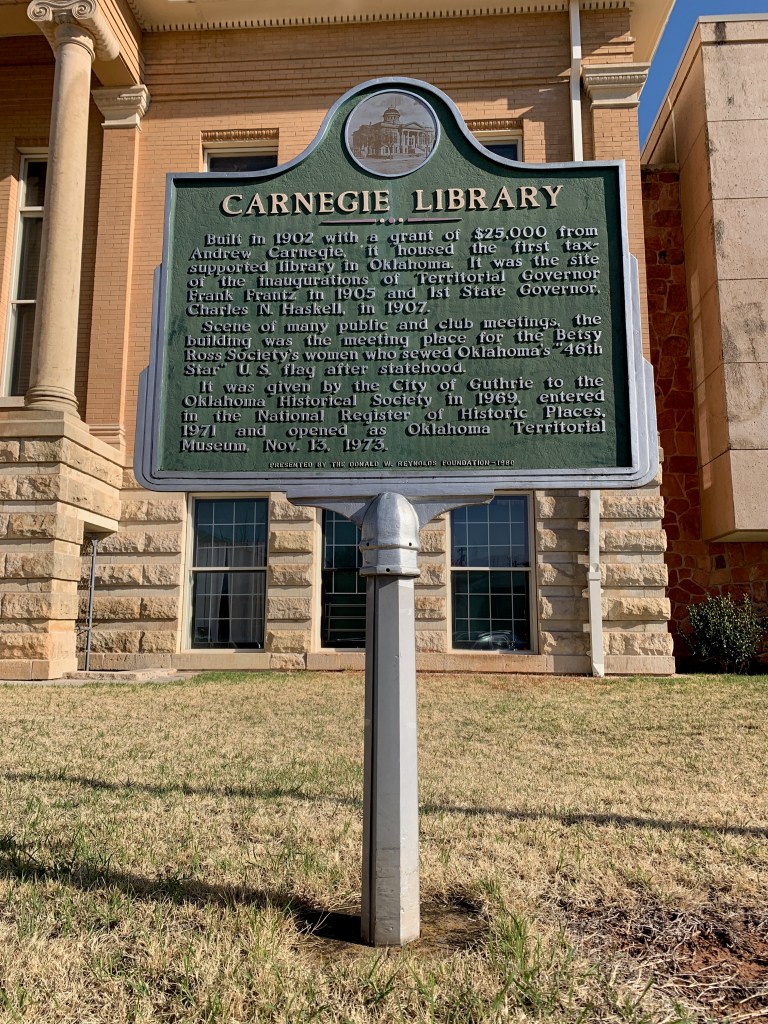 CARNEGIE LIBRARY
Built in 1902 with a grant of $25,000 from
Andrew Carnegie, it housed the first tax-
supported library in Oklahoma. It was the site
of the inaugurations of Territorial Governor
Frank Frantz in 1905 and 1st State Governor,
Charles N. Haskell, in 1907.
Scene of many public and club meetings, the
building was the meeting place for the Betsy
Ross Society's women who sewed Oklahoma's "46th
Star" U.S. flag after statehood.
It was given by the City of Guthrie to the
Oklahoma Historical Society in 1969, entered
in the National Register of Historic Places,
1971 and opened as Oklahoma Territorial
Museum, Nov. 13, 1973.
PRESENTED BY THE DONALD W. REYNOLDS FOUNDATION-1980